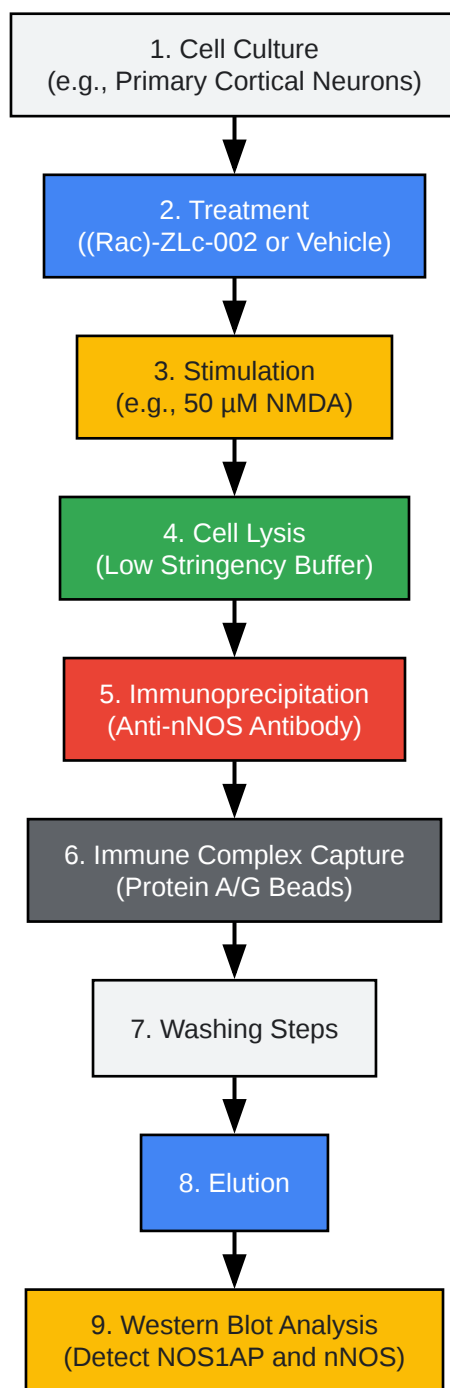 1. Cell Culture
(e.g., Primary Cortical Neurons)
2. Treatment
((Rac)-ZLc-002 or Vehicle)
3. Stimulation
(e.g., 50 µM NMDA)
4. Cell Lysis
(Low Stringency Buffer)
5. Immunoprecipitation
(Anti-nNOS Antibody)
6. Immune Complex Capture
(Protein A/G Beads)
7. Washing Steps
8. Elution
9. Western Blot Analysis
(Detect NOS1AP and nNOS)